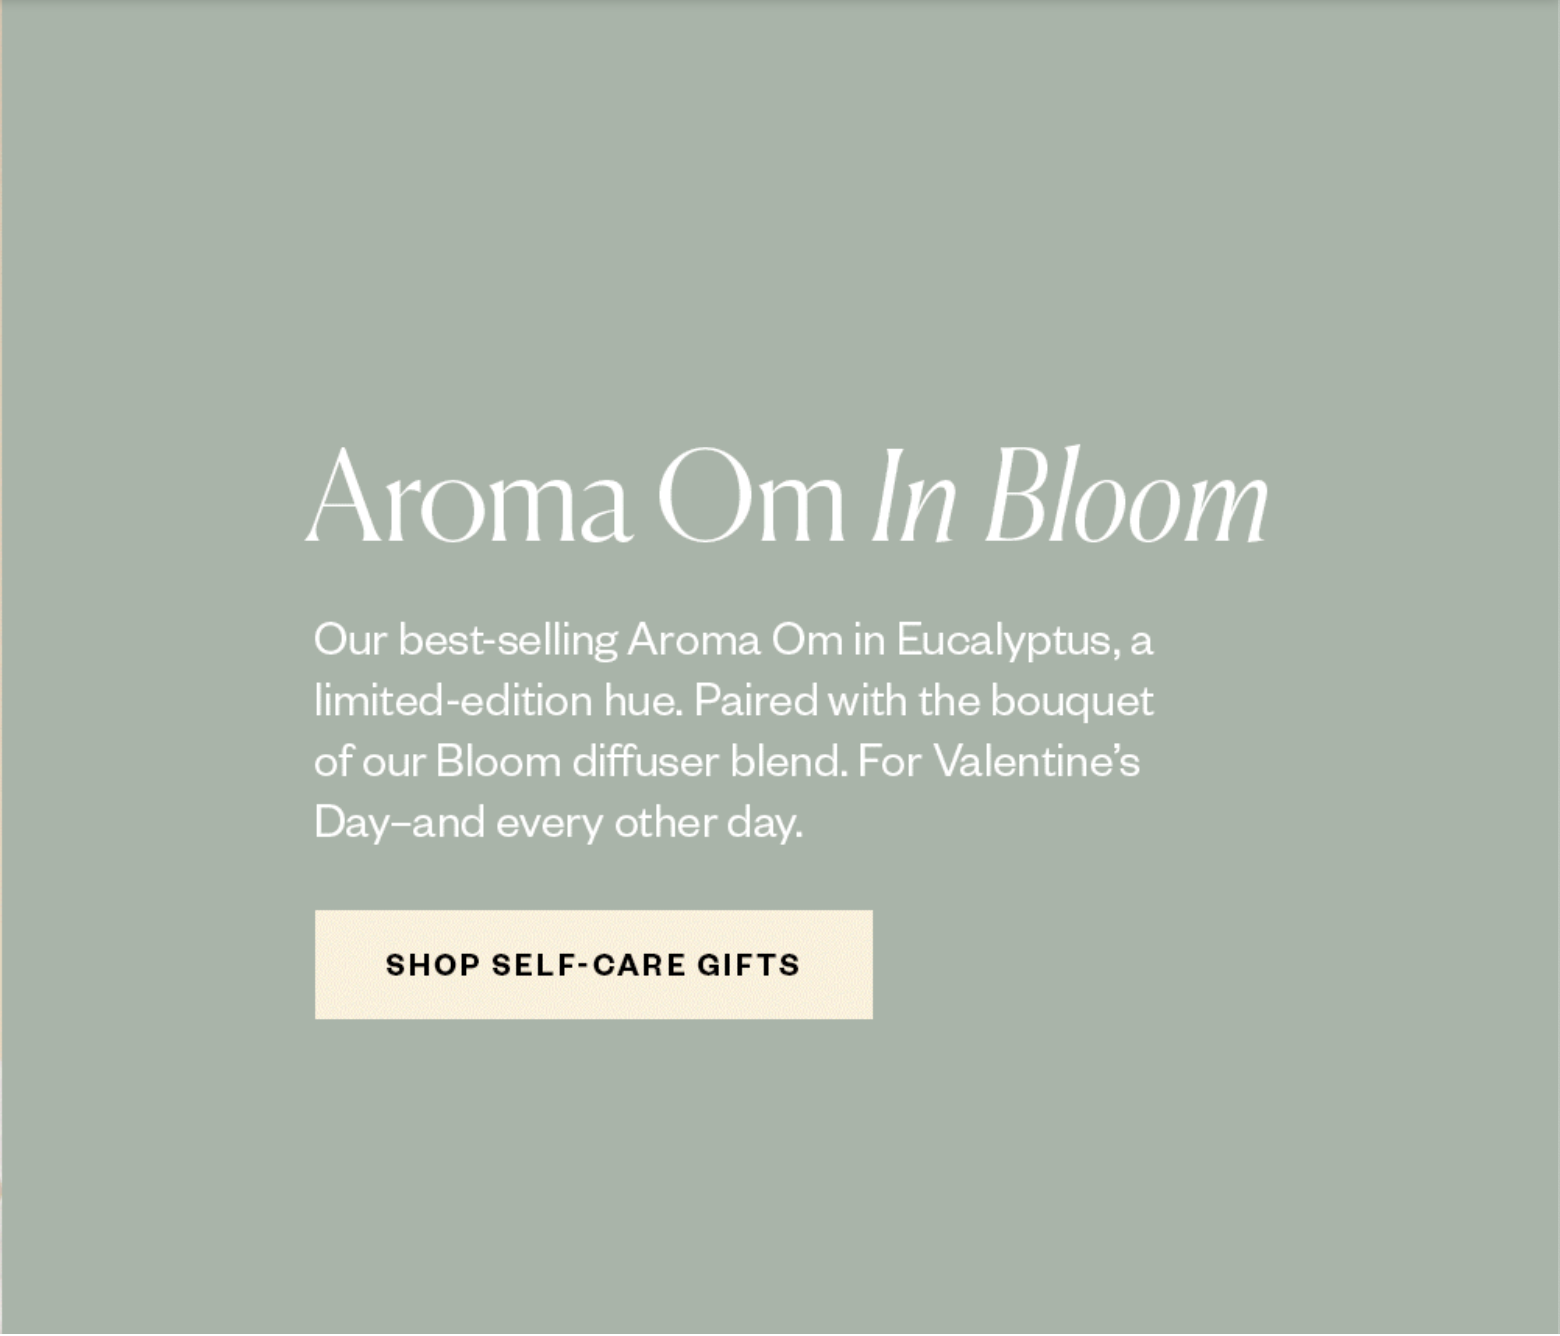 Aroma Om In Bloom
Our best-selling Aroma Om in Eucalyptus, a
limited-edition hue. Paired with the bouquet
of our Bloom diffuser blend. For Valentine’s
Day–and every other day.
SHOP SELF-CARE GIFTS